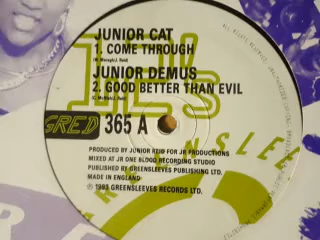 JUNIOR CAT
1. COME THROUGH
JUNIOR DEMUS
2. GOOD BETTER THAN EVIL
GRED 365 A
PRODUCED BY JUNIOR REID FOR JR PRODUCTIONS
MIXED AT JR ONE BLOOD RECORDING STUDIO
PUBLISHED BY GREENSLEEVES PUBLISHING LTD.
MADE IN ENGLAND
℗ 1993 GREENSLEEVES RECORDS LTD.